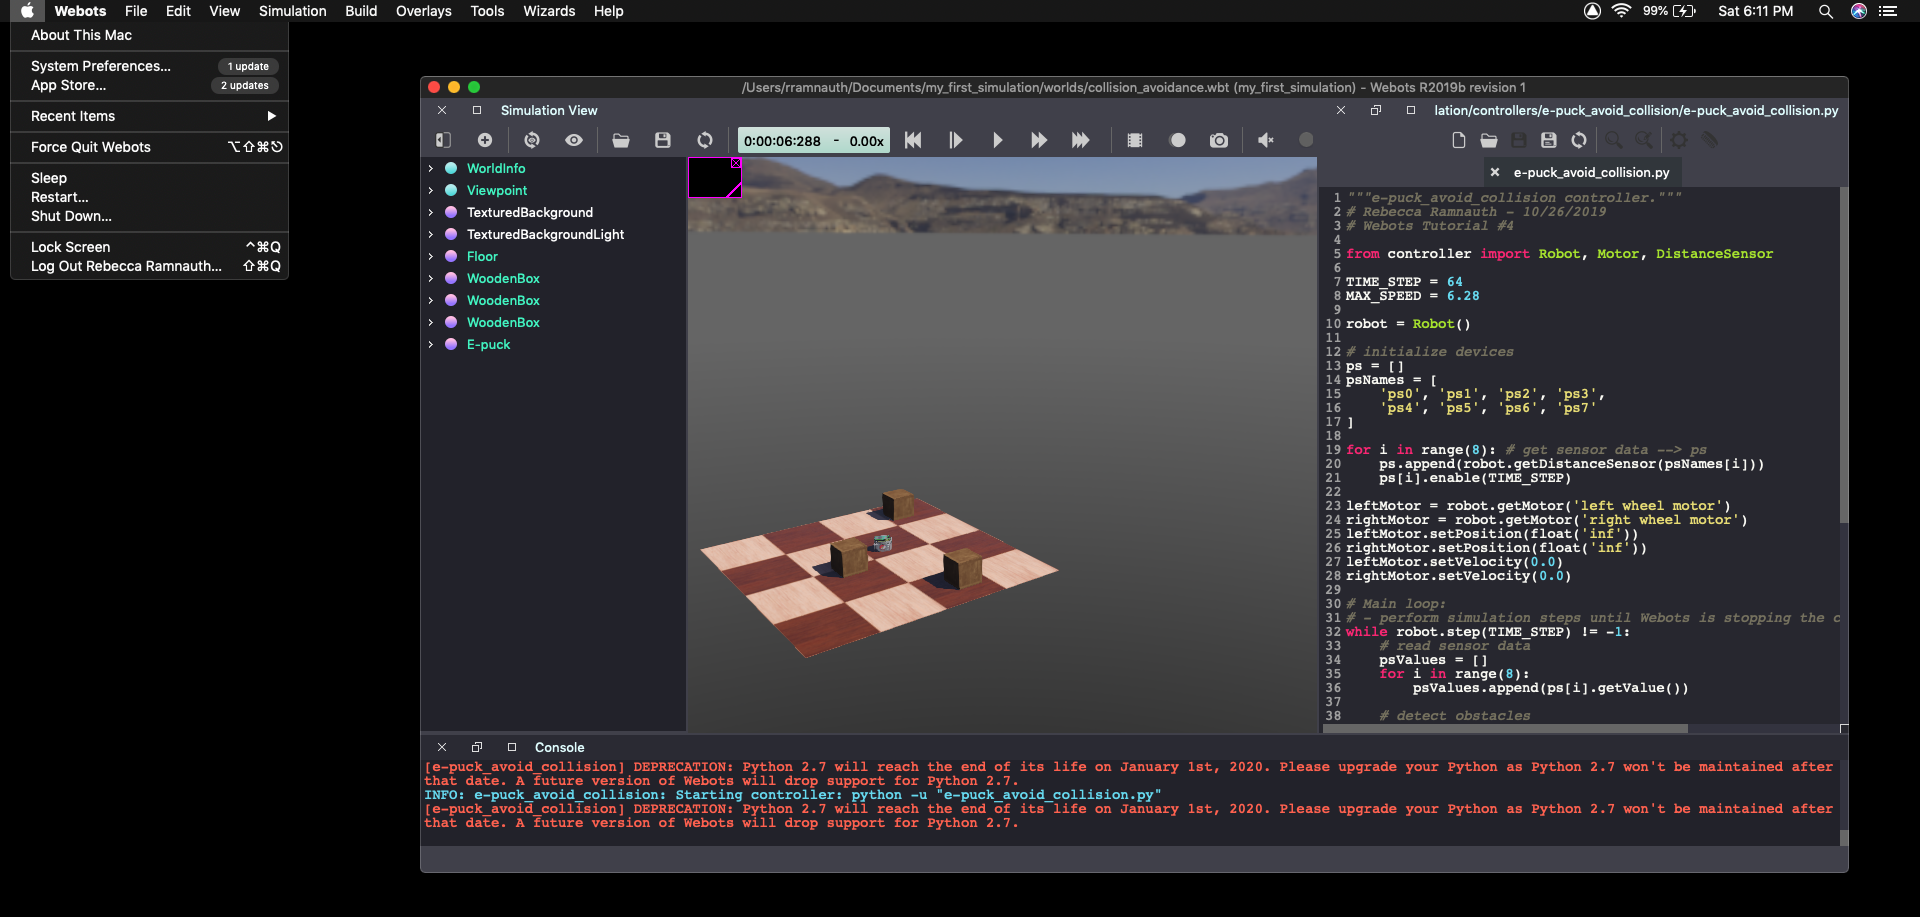 Webots File Edit View Simulation Build Overlays Tools Wizards Help 99% Sat 6:11 PM
About This Mac
System Preferences... 1 update
App Store... 2 updates
Recent Items ▶
Force Quit Webots ⌥⇧⌘⎋
Sleep
Restart...
Shut Down...
Lock Screen ^⌘Q
Log Out Rebecca Ramnauth... ⇧⌘Q
/Users/rramnauth/Documents/my_first_simulation/worlds/collision_avoidance.wbt (my_first_simulation) - Webots R2019b revision 1
Simulation View
0:00:06:288 - 0.00x
WorldInfo
Viewpoint
TexturedBackground
TexturedBackgroundLight
Floor
WoodenBox
WoodenBox
WoodenBox
E-puck
lation/controllers/e-puck_avoid_collision/e-puck_avoid_collision.py
e-puck_avoid_collision.py
1 """e-puck_avoid_collision controller."""
2 # Rebecca Ramnauth - 10/26/2019
3 # Webots Tutorial #4
4
5 from controller import Robot, Motor, DistanceSensor
6
7 TIME_STEP = 64
8 MAX_SPEED = 6.28
9
10 robot = Robot()
11
12 # initialize devices
13 ps = []
14 psNames = [
15     'ps0', 'ps1', 'ps2', 'ps3',
16     'ps4', 'ps5', 'ps6', 'ps7'
17 ]
18
19 for i in range(8): # get sensor data --> ps
20     ps.append(robot.getDistanceSensor(psNames[i]))
21     ps[i].enable(TIME_STEP)
22
23 leftMotor = robot.getMotor('left wheel motor')
24 rightMotor = robot.getMotor('right wheel motor')
25 leftMotor.setPosition(float('inf'))
26 rightMotor.setPosition(float('inf'))
27 leftMotor.setVelocity(0.0)
28 rightMotor.setVelocity(0.0)
29
30 # Main loop:
31 # - perform simulation steps until Webots is stopping the c
32 while robot.step(TIME_STEP) != -1:
33     # read sensor data
34     psValues = []
35     for i in range(8):
36         psValues.append(ps[i].getValue())
37
38     # detect obstacles
Console
[e-puck_avoid_collision] DEPRECATION: Python 2.7 will reach the end of its life on January 1st, 2020. Please upgrade your Python as Python 2.7 won't be maintained after
that date. A future version of Webots will drop support for Python 2.7.
INFO: e-puck_avoid_collision: Starting controller: python -u "e-puck_avoid_collision.py"
[e-puck_avoid_collision] DEPRECATION: Python 2.7 will reach the end of its life on January 1st, 2020. Please upgrade your Python as Python 2.7 won't be maintained after
that date. A future version of Webots will drop support for Python 2.7.